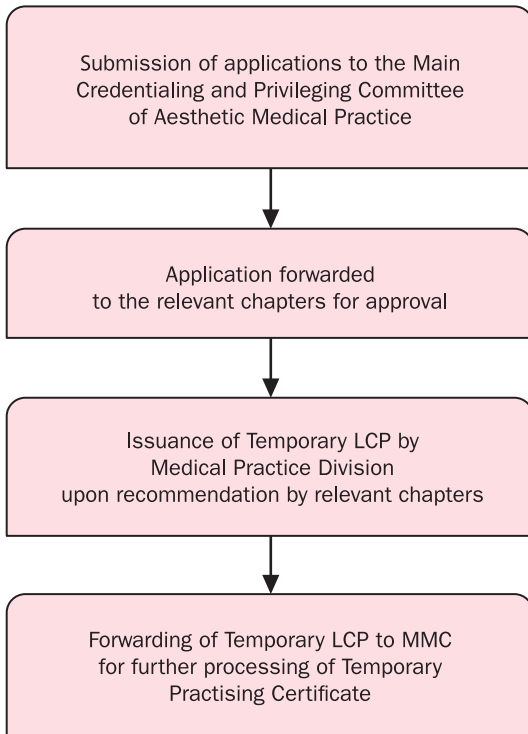 Submission of applications to the Main
Credentialing and Privileging Committee
of Aesthetic Medical Practice
Application forwarded
to the relevant chapters for approval
Issuance of Temporary LCP by
Medical Practice Division
upon recommendation by relevant chapters
Forwarding of Temporary LCP to MMC
for further processing of Temporary
Practising Certificate